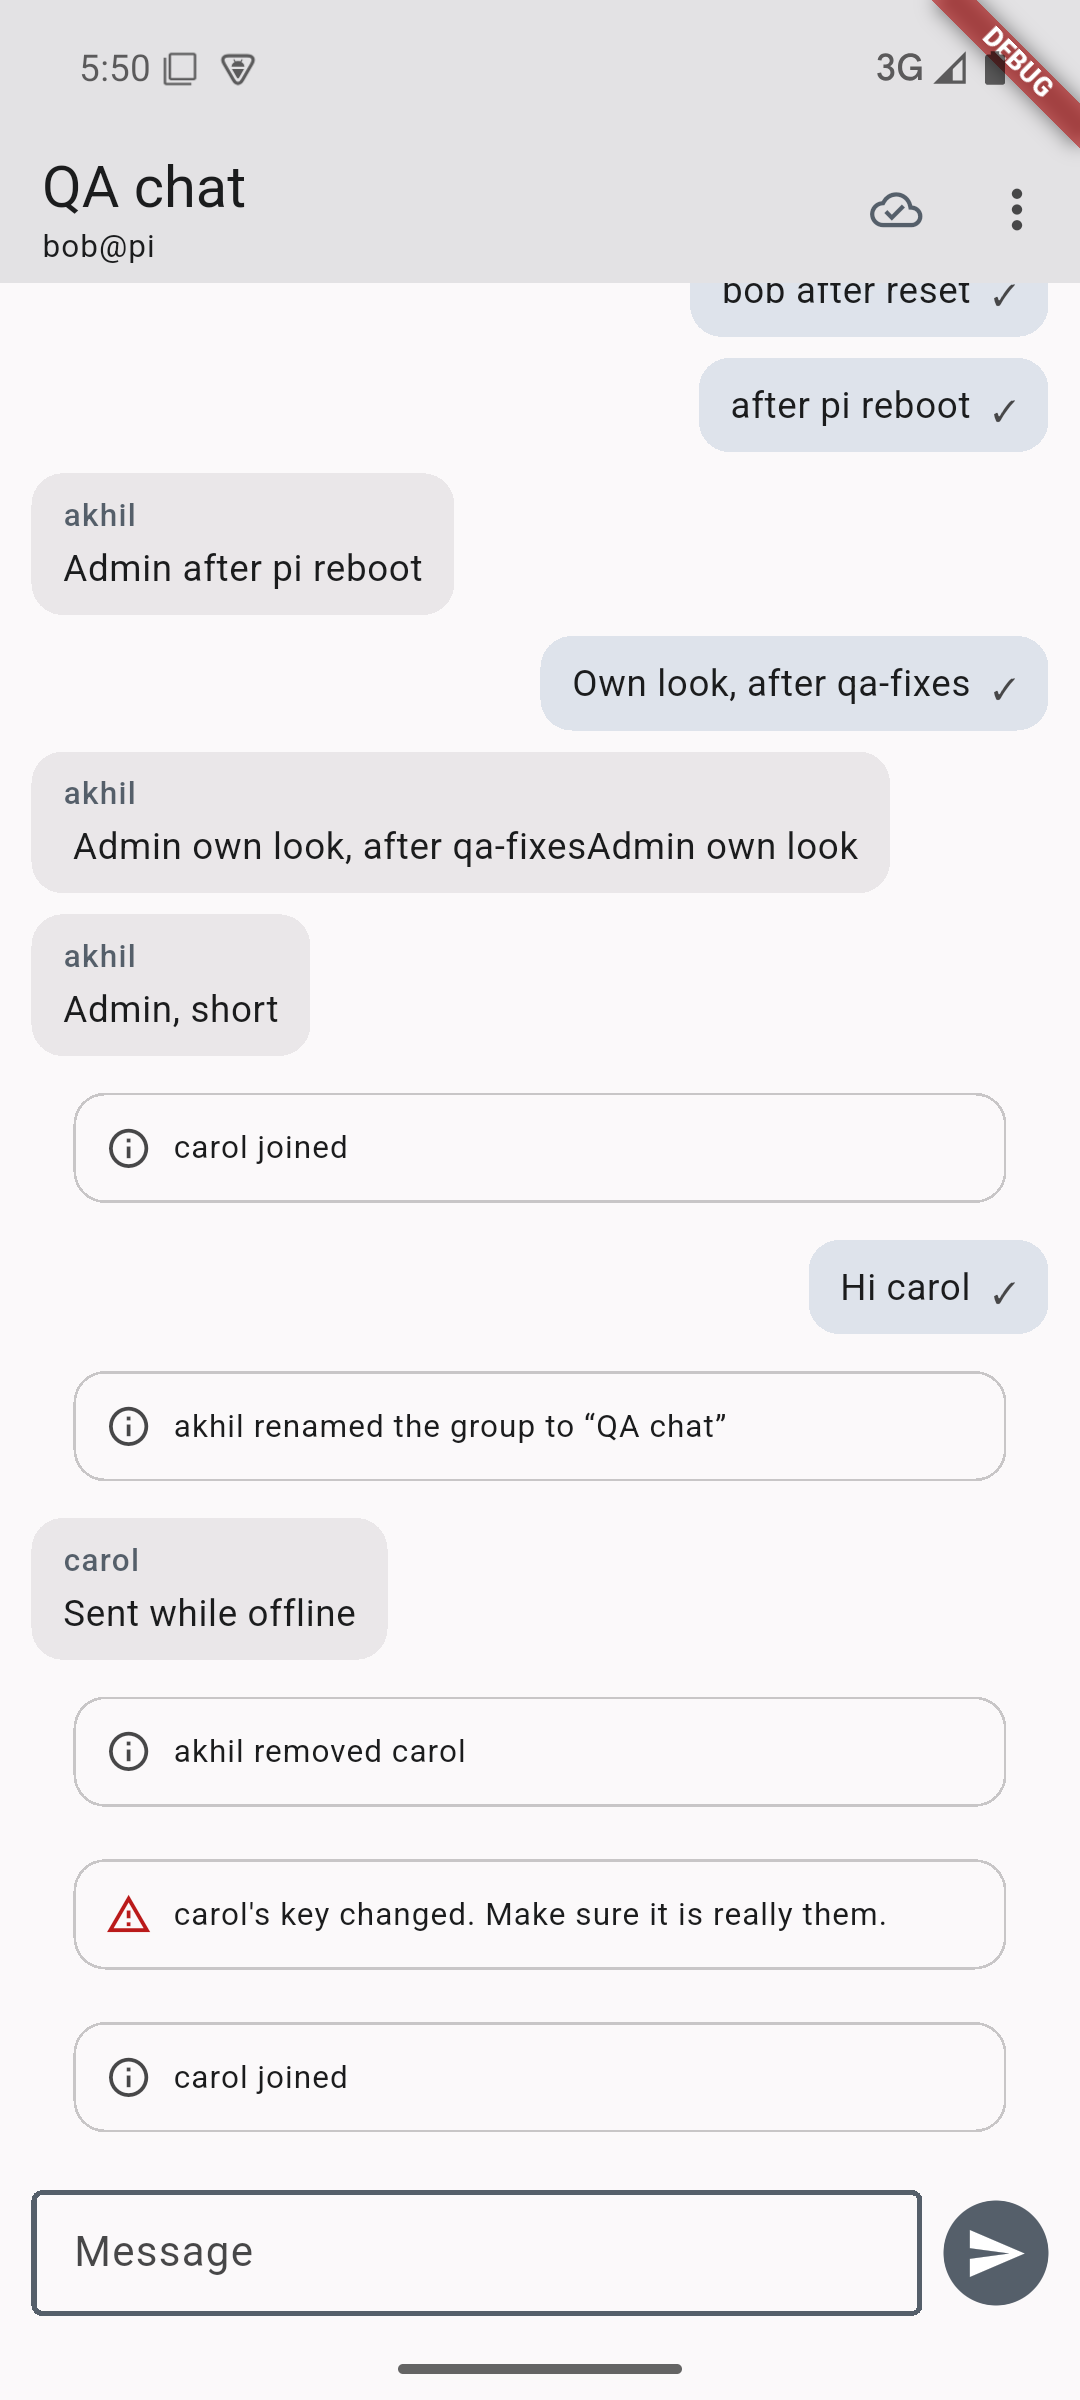 5:50
3G
DEBUG
QA chat
bob@pi
bob after reset ✓
after pi reboot ✓
akhil
Admin after pi reboot
Own look, after qa-fixes ✓
akhil
Admin own look, after qa-fixesAdmin own look
akhil
Admin, short
carol joined
Hi carol ✓
akhil renamed the group to “QA chat”
carol
Sent while offline
akhil removed carol
carol's key changed. Make sure it is really them.
carol joined
Message